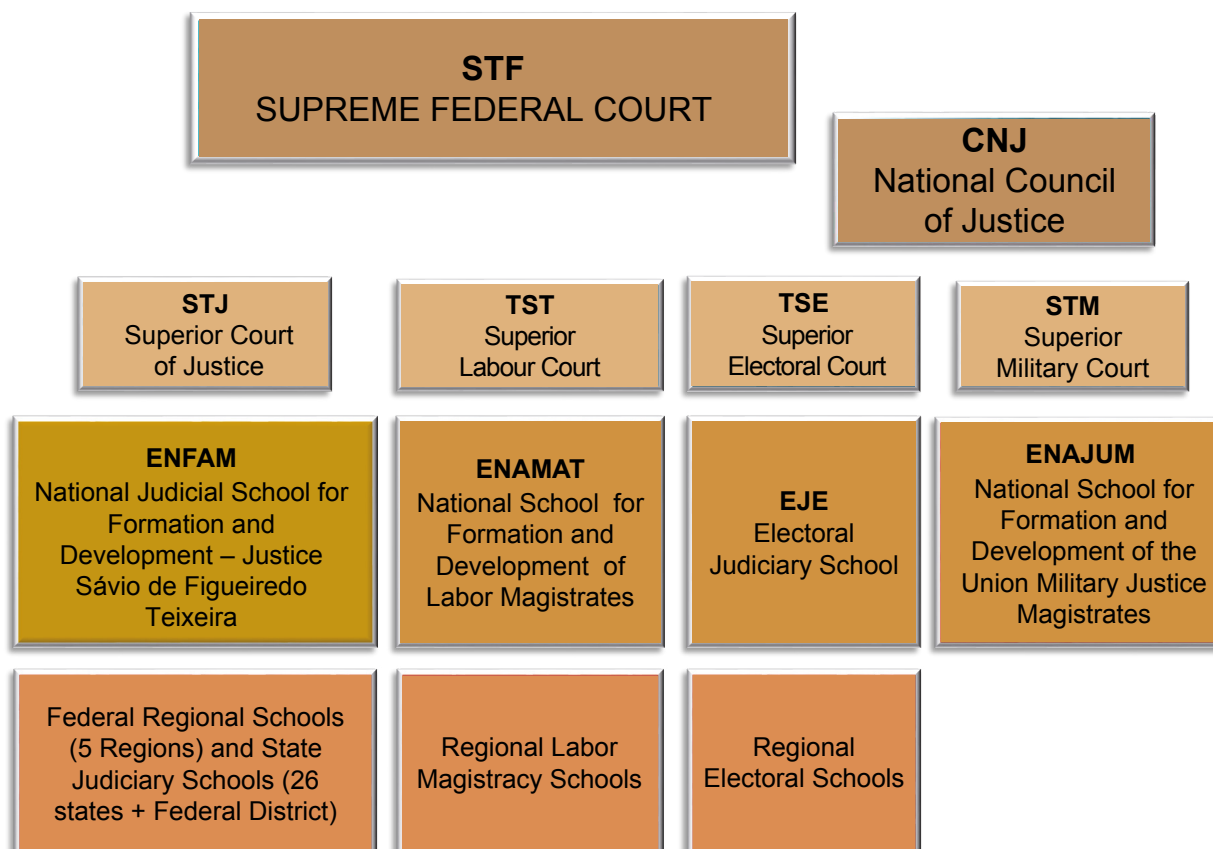 STF
SUPREME FEDERAL COURT
CNJ
National Council
of Justice
STJ
Superior Court
of Justice
TST
Superior
Labour Court
TSE
Superior
Electoral Court
STM
Superior
Military Court
ENFAM
National Judicial School for
Formation and
Development – Justice
Sávio de Figueiredo
Teixeira
ENAMAT
National School for
Formation and
Development of
Labor Magistrates
EJE
Electoral
Judiciary School
ENAJUM
National School for
Formation and
Development of the
Union Military Justice
Magistrates
Federal Regional Schools
(5 Regions) and State
Judiciary Schools (26
states + Federal District)
Regional Labor
Magistracy Schools
Regional
Electoral Schools